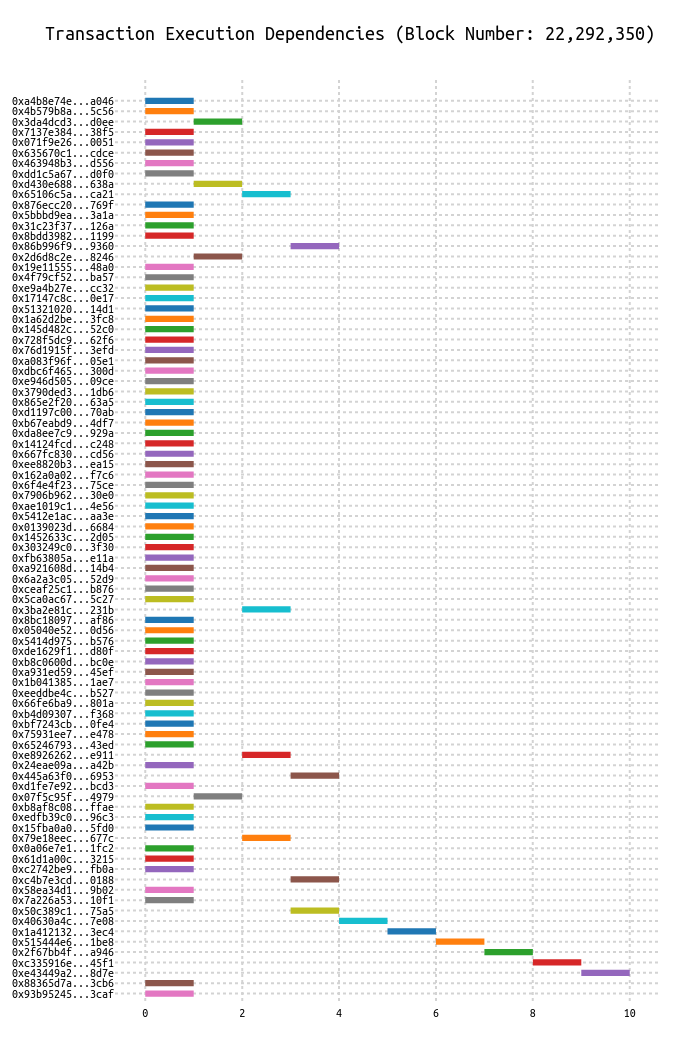 Transaction Execution Dependencies (Block Number: 22,292,350)
0xa4b8e74e...a046
0x4b579b8a...5c56
0x3da4dcd3...d0ee
0x7137e384...38f5
0x071f9e26...0051
0x635670c1...cdce
0x463948b3...d556
0xdd1c5a67...d0f0
0xd430e688...638a
0x65106c5a...ca21
0x876ecc20...769f
0x5bbbd9ea...3a1a
0x31c23f37...126a
0x8bdd3982...1199
0x86b996f9...9360
0x2d6d8c2e...8246
0x19e11555...48a0
0x4f79cf52...ba57
0xe9a4b27e...cc32
0x17147c8c...0e17
0x51321020...14d1
0x1a62d2be...3fc8
0x145d482c...52c0
0x728f5dc9...62f6
0x76d1915f...3efd
0xa083f96f...05e1
0xdbc6f465...300d
0xe946d505...09ce
0x3790ded3...1db6
0x865e2f20...63a5
0xd1197c00...70ab
0xb67eabd9...4df7
0xda8ee7c9...929a
0x14124fcd...c248
0x667fc830...cd56
0xee8820b3...ea15
0x162a0a02...f7c6
0x6f4e4f23...75ce
0x7906b962...30e0
0xae1019c1...4e56
0x5412e1ac...aa3e
0x0139023d...6684
0x1452633c...2d05
0x303249c0...3f30
0xfb63805a...e11a
0xa921608d...14b4
0x6a2a3c05...52d9
0xceaf25c1...b876
0x5ca0ac67...5c27
0x3ba2e81c...231b
0x8bc18097...af86
0x05040e52...0d56
0x5414d975...b576
0xde1629f1...d80f
0xb8c0600d...bc0e
0xa931ed59...45ef
0x1b041385...1ae7
0xeeddbe4c...b527
0x66fe6ba9...801a
0xb4d09307...f368
0xbf7243cb...0fe4
0x75931ee7...e478
0x65246793...43ed
0xe8926262...e911
0x24eae09a...a42b
0x445a63f0...6953
0xd1fe7e92...bcd3
0x07f5c95f...4979
0xb8af8c08...ffae
0xedfb39c0...96c3
0x15fba0a0...5fd0
0x79e18eec...677c
0x0a06e7e1...1fc2
0x61d1a00c...3215
0xc2742be9...fb0a
0xc4b7e3cd...0188
0x58ea34d1...9b02
0x7a226a53...10f1
0x50c389c1...75a5
0x40630a4c...7e08
0x1a412132...3ec4
0x515444e6...1be8
0x2f67bb4f...a946
0xc335916e...45f1
0xe43449a2...8d7e
0x88365d7a...3cb6
0x93b95245...3caf
0 2 4 6 8 10